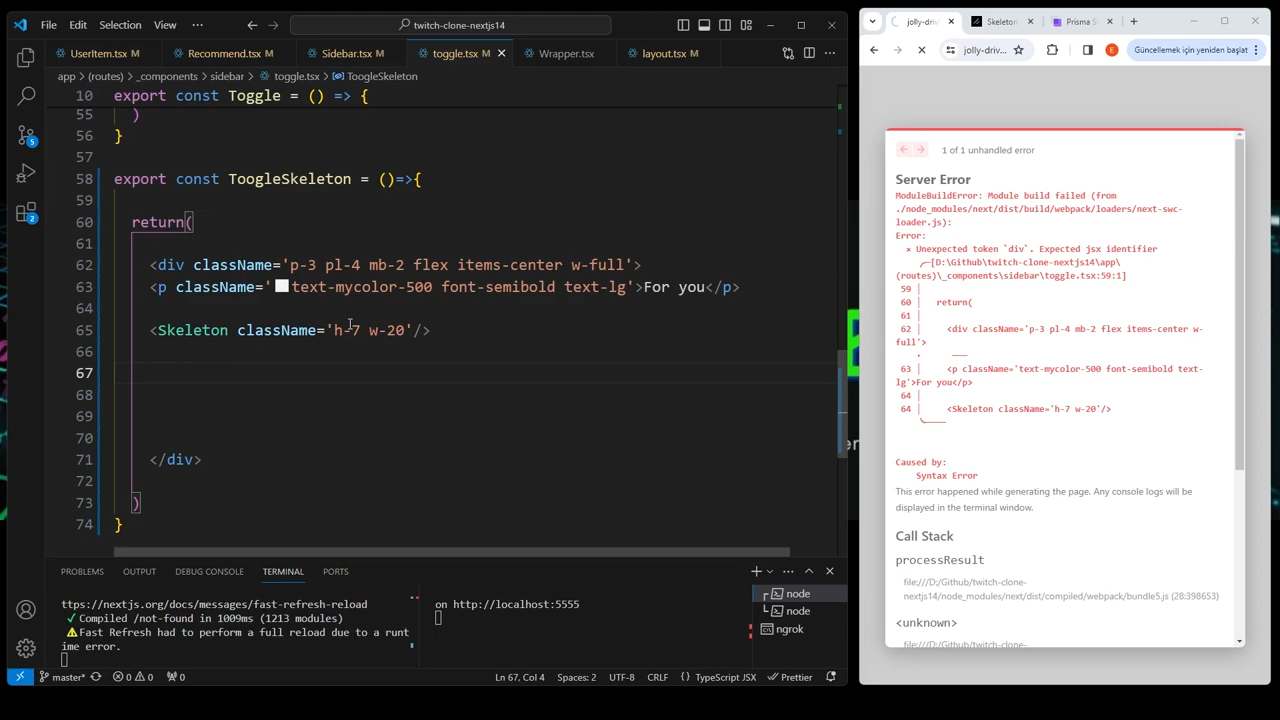 File Edit Selection View ··· twitch-clone-nextjs14
UserItem.tsx M Recommend.tsx M Sidebar.tsx M toggle.tsx M Wrapper.tsx layout.tsx M
app > (routes) > _components > sidebar > toggle.tsx > ToogleSkeleton
10 export const Toggle = () => {
55 )
56 }
57
58 export const ToogleSkeleton = ()=>{
59
60 return(
61
62 <div className='p-3 pl-4 mb-2 flex items-center w-full'>
63 <p className='text-mycolor-500 font-semibold text-lg'>For you</p>
64
65 <Skeleton className='h-7 w-20'/>
66
67
68
69
70
71 </div>
72
73 )
74 }
PROBLEMS OUTPUT DEBUG CONSOLE TERMINAL PORTS
ttps://nextjs.org/docs/messages/fast-refresh-reload
✓ Compiled /not-found in 1009ms (1213 modules)
⚠ Fast Refresh had to perform a full reload due to a runt
ime error.
on http://localhost:5555
node
node
ngrok
5
2
master* 0 0 0 Ln 67, Col 4 Spaces: 2 UTF-8 CRLF {} TypeScript JSX Prettier
jolly-driv Skeleton Prisma S
jolly-driv... E Güncellemek için yeniden başlat
1 of 1 unhandled error
Server Error
ModuleBuildError: Module build failed (from
./node_modules/next/dist/build/webpack/loaders/next-swc-
loader.js):
Error:
× Unexpected token `div`. Expected jsx identifier
╭─[D:\Github\twitch-clone-nextjs14\app\
(routes)\_components\sidebar\toggle.tsx:59:1]
59 │
60 │ return(
61 │
62 │ <div className='p-3 pl-4 mb-2 flex items-center w-
full'>
· ───
63 │ <p className='text-mycolor-500 font-semibold text-
lg'>For you</p>
64 │
64 │ <Skeleton className='h-7 w-20'/>
╰────
Caused by:
Syntax Error
This error happened while generating the page. Any console logs will be
displayed in the terminal window.
Call Stack
processResult
file:///D:/Github/twitch-clone-
nextjs14/node_modules/next/dist/compiled/webpack/bundle5.js (28:398653)
<unknown>
file:///D:/Github/twitch-clone-